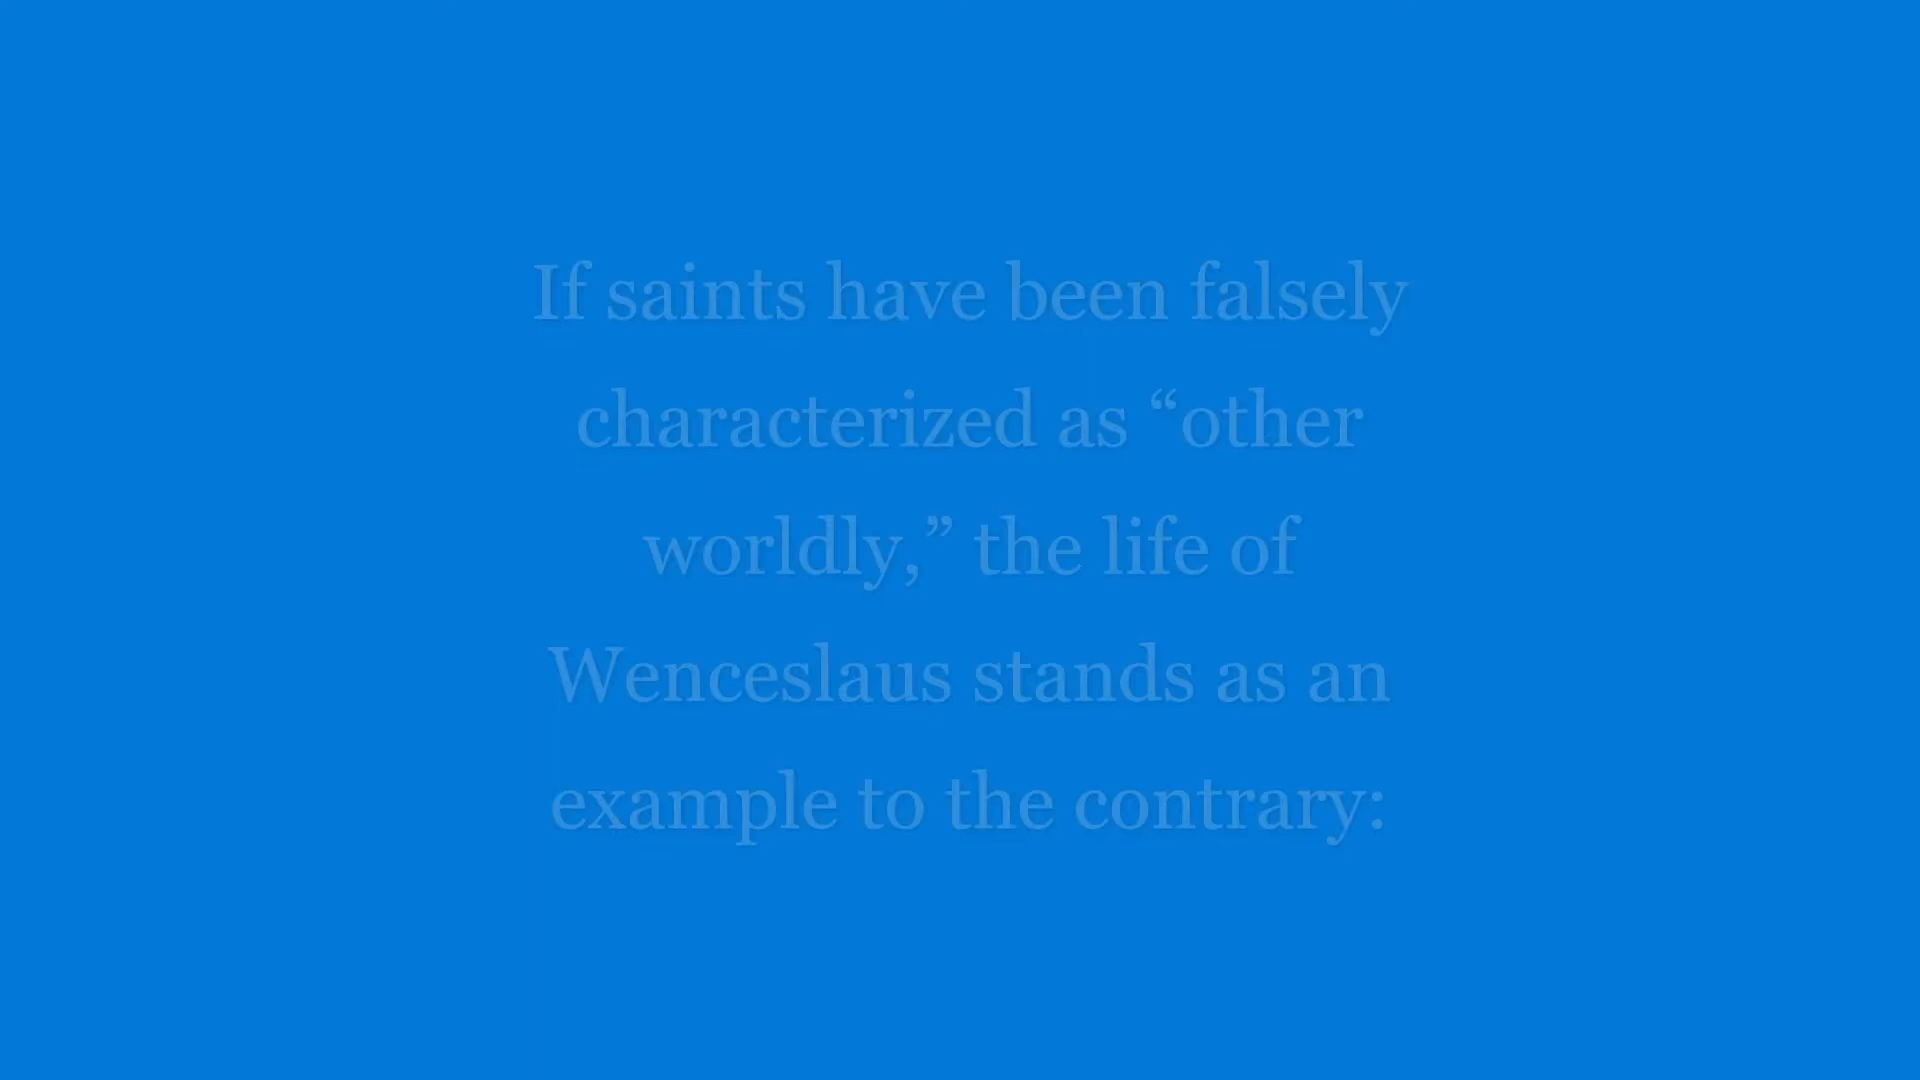 If saints have been falsely
characterized as “other
worldly,” the life of
Wenceslaus stands as an
example to the contrary: